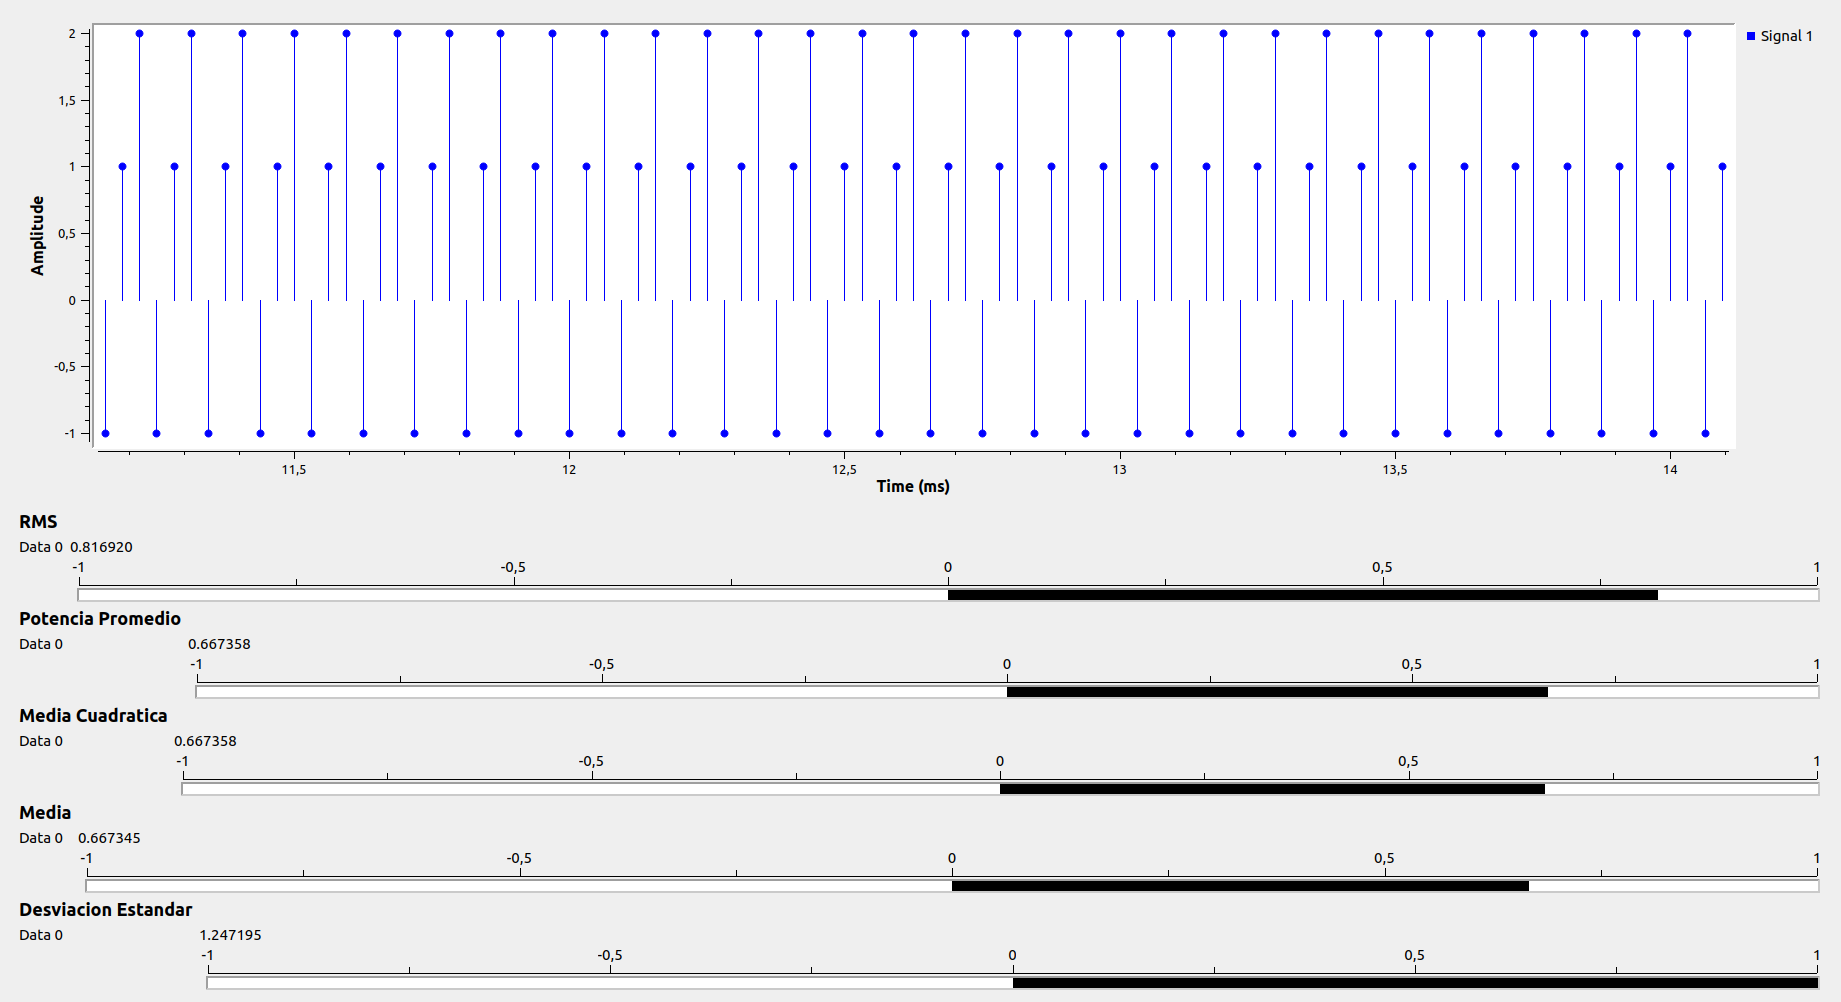 2
1,5
1
0,5
0
-0,5
-1
Amplitude
Signal 1
11,5 12 12,5 13 13,5 14
Time (ms)
RMS
Data 0 0.816920
-1 -0,5 0 0,5 1
Potencia Promedio
Data 0 0.667358
-1 -0,5 0 0,5 1
Media Cuadratica
Data 0 0.667358
-1 -0,5 0 0,5 1
Media
Data 0 0.667345
-1 -0,5 0 0,5 1
Desviacion Estandar
Data 0 1.247195
-1 -0,5 0 0,5 1